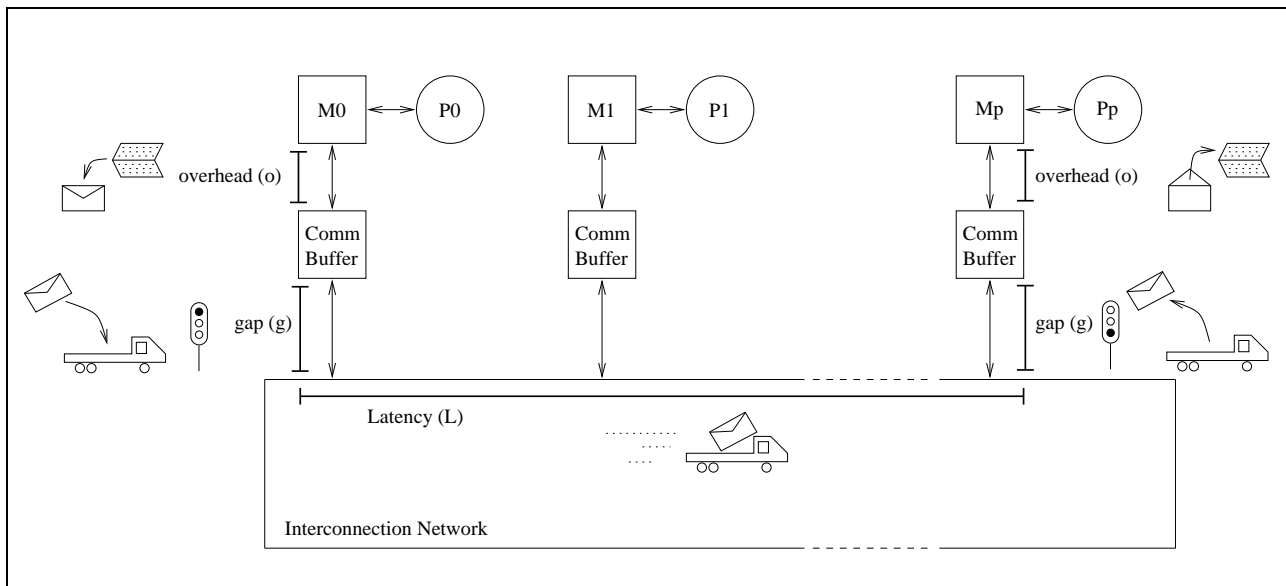 M0
P0
M1
P1
Mp
Pp
overhead (o)
overhead (o)
Comm
Buffer
Comm
Buffer
Comm
Buffer
gap (g)
gap (g)
Latency (L)
Interconnection Network